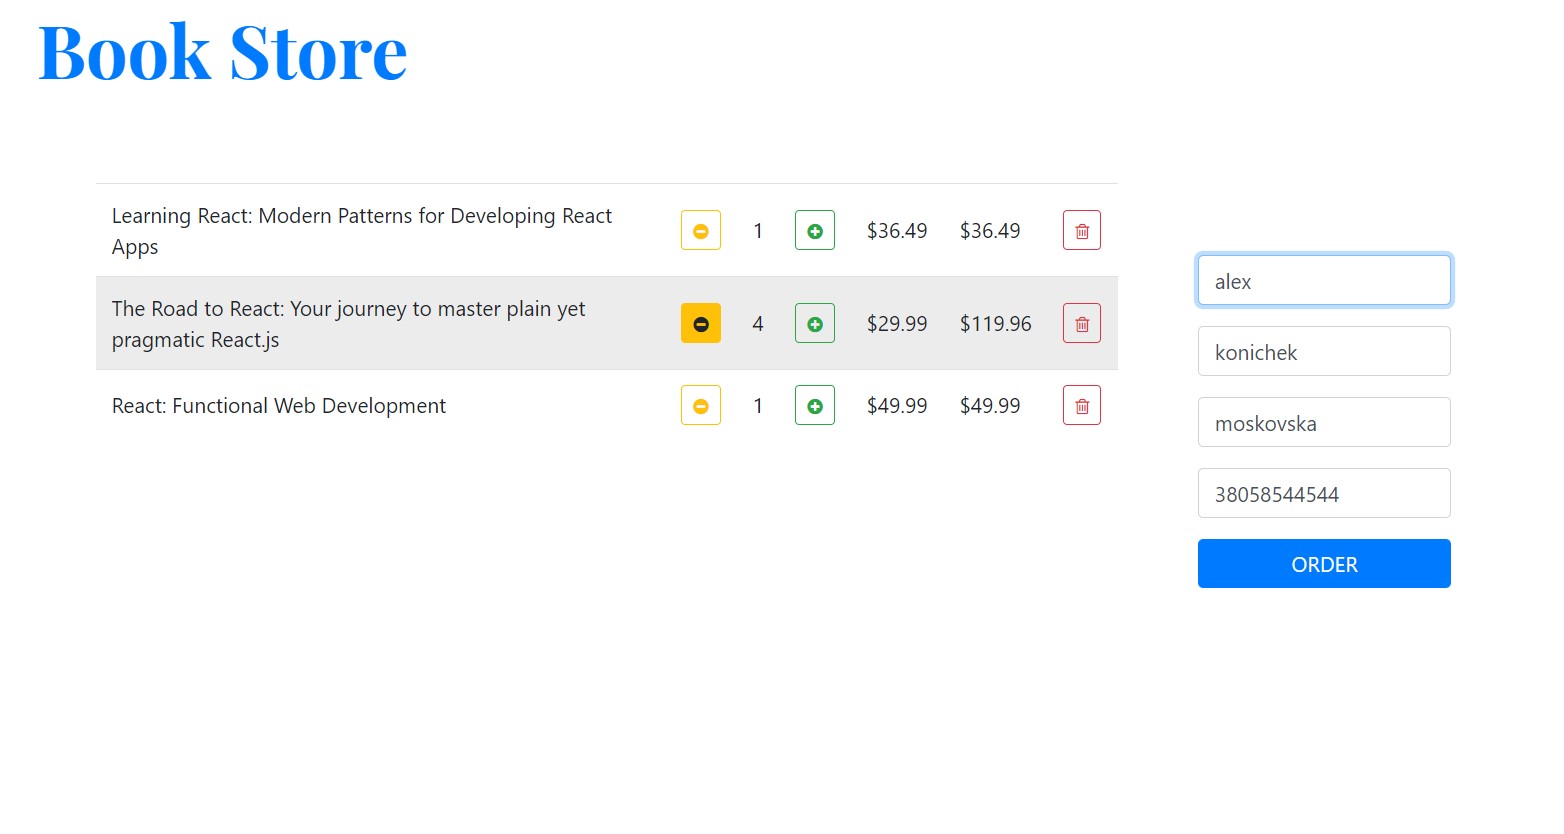 Book Store
Learning React: Modern Patterns for Developing React
Apps
1 $36.49 $36.49
The Road to React: Your journey to master plain yet
pragmatic React.js
4 $29.99 $119.96
React: Functional Web Development 1 $49.99 $49.99
alex
konichek
moskovska
38058544544
ORDER